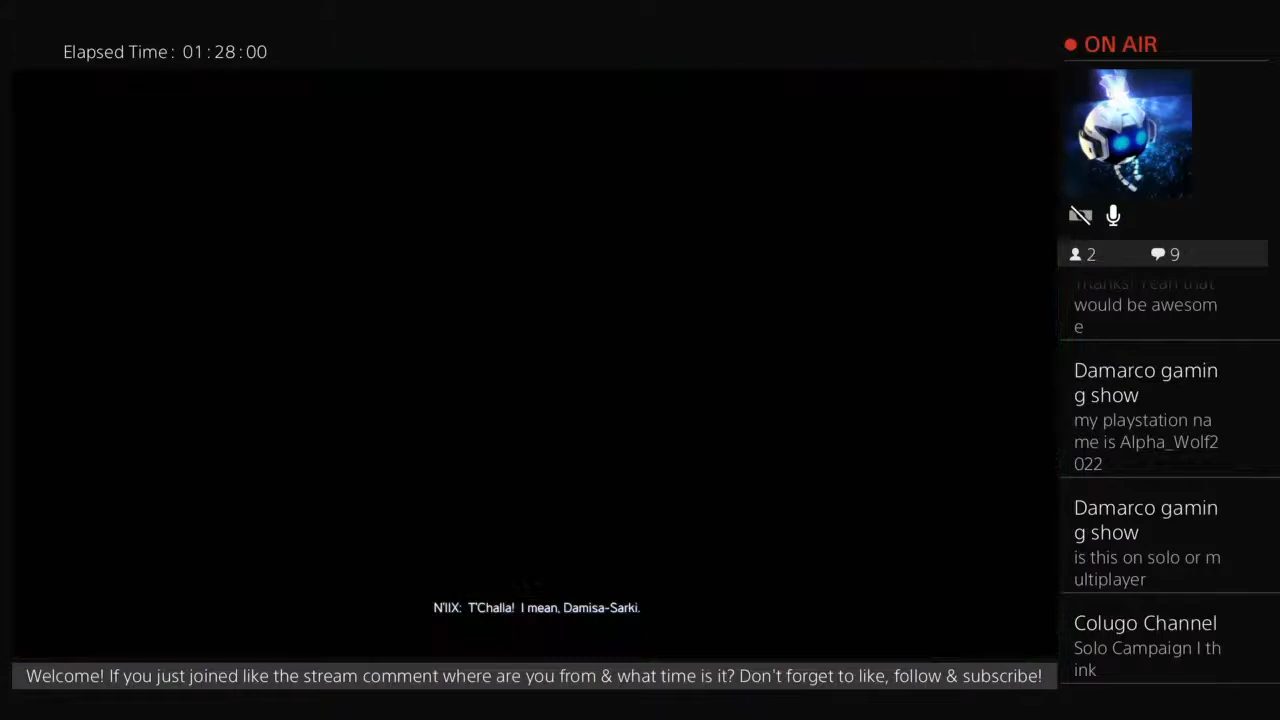 Elapsed Time: 01:28:00
ON AIR
2
9
Thanks! Yeah that
would be awesom
e
Damarco gamin
g show
my playstation na
me is Alpha_Wolf2
022
Damarco gamin
g show
is this on solo or m
ultiplayer
Colugo Channel
Solo Campaign I th
ink
N'IIX: T'Challa! I mean, Damisa-Sarki.
Welcome! If you just joined like the stream comment where are you from & what time is it? Don't forget to like, follow & subscribe!